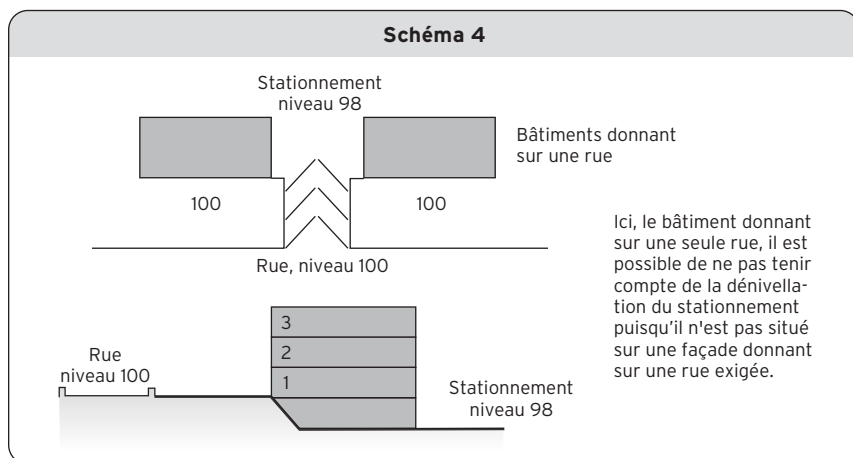 Schéma 4
Stationnement
niveau 98
Bâtiments donnant
sur une rue
100
100
Rue, niveau 100
Ici, le bâtiment donnant
sur une seule rue, il est
possible de ne pas tenir
compte de la dénivella-
tion du stationnement
puisqu'il n'est pas situé
sur une façade donnant
sur une rue exigée.
3
2
1
Rue
niveau 100
Stationnement
niveau 98